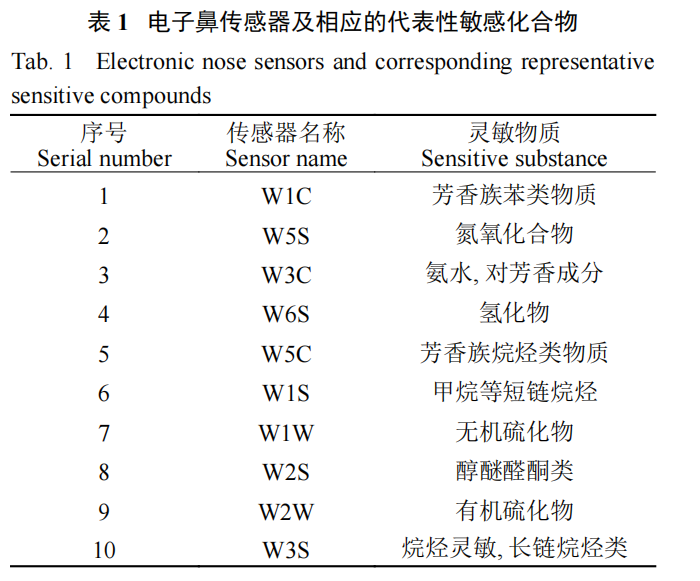 表 1 电子鼻传感器及相应的代表性敏感化合物
Tab. 1 Electronic nose sensors and corresponding representative
sensitive compounds
序号 传感器名称 灵敏物质
Serial number Sensor name Sensitive substance
1 W1C 芳香族苯类物质
2 W5S 氮氧化合物
3 W3C 氨水, 对芳香成分
4 W6S 氢化物
5 W5C 芳香族烷烃类物质
6 W1S 甲烷等短链烷烃
7 W1W 无机硫化物
8 W2S 醇醚醛酮类
9 W2W 有机硫化物
10 W3S 烷烃灵敏, 长链烷烃类